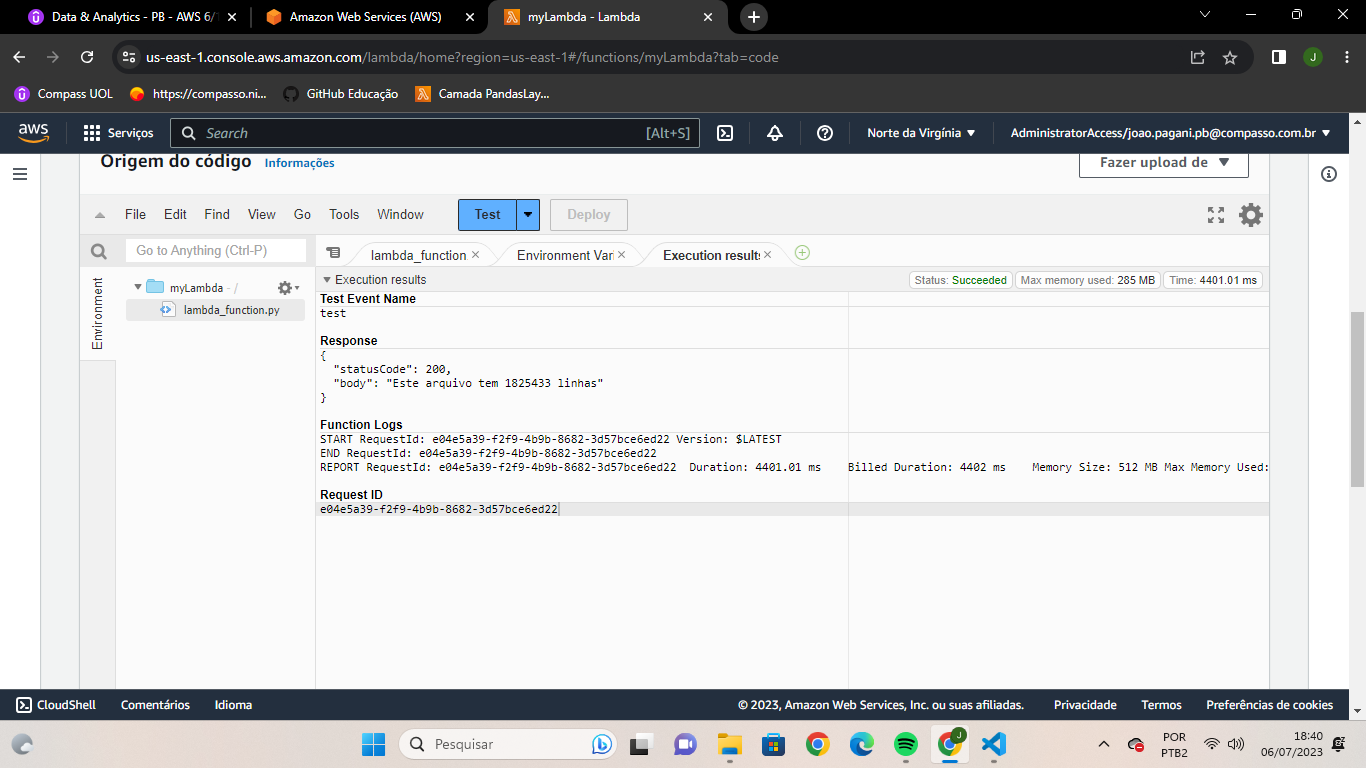 Data & Analytics - PB - AWS 6/
Amazon Web Services (AWS)
myLambda - Lambda
us-east-1.console.aws.amazon.com/lambda/home?region=us-east-1#/functions/myLambda?tab=code
J
Compass UOL
https://compasso.ni...
GitHub Educação
Camada PandasLay...
aws
Serviços
Search
[Alt+S]
Norte da Virgínia
AdministratorAccess/joao.pagani.pb@compasso.com.br
Origem do código
Informações
Fazer upload de
File
Edit
Find
View
Go
Tools
Window
Test
Deploy
Go to Anything (Ctrl-P)
lambda_function
Environment Var
Execution results
Environment
myLambda - /
lambda_function.py
Execution results
Status: Succeeded
Max memory used: 285 MB
Time: 4401.01 ms
Test Event Name
test
Response
{
"statusCode": 200,
"body": "Este arquivo tem 1825433 linhas"
}
Function Logs
START RequestId: e04e5a39-f2f9-4b9b-8682-3d57bce6ed22 Version: $LATEST
END RequestId: e04e5a39-f2f9-4b9b-8682-3d57bce6ed22
REPORT RequestId: e04e5a39-f2f9-4b9b-8682-3d57bce6ed22 Duration: 4401.01 ms Billed Duration: 4402 ms Memory Size: 512 MB Max Memory Used:
Request ID
e04e5a39-f2f9-4b9b-8682-3d57bce6ed22
CloudShell
Comentários
Idioma
© 2023, Amazon Web Services, Inc. ou suas afiliadas.
Privacidade
Termos
Preferências de cookies
Pesquisar
J
POR
PTB2
18:40
06/07/2023